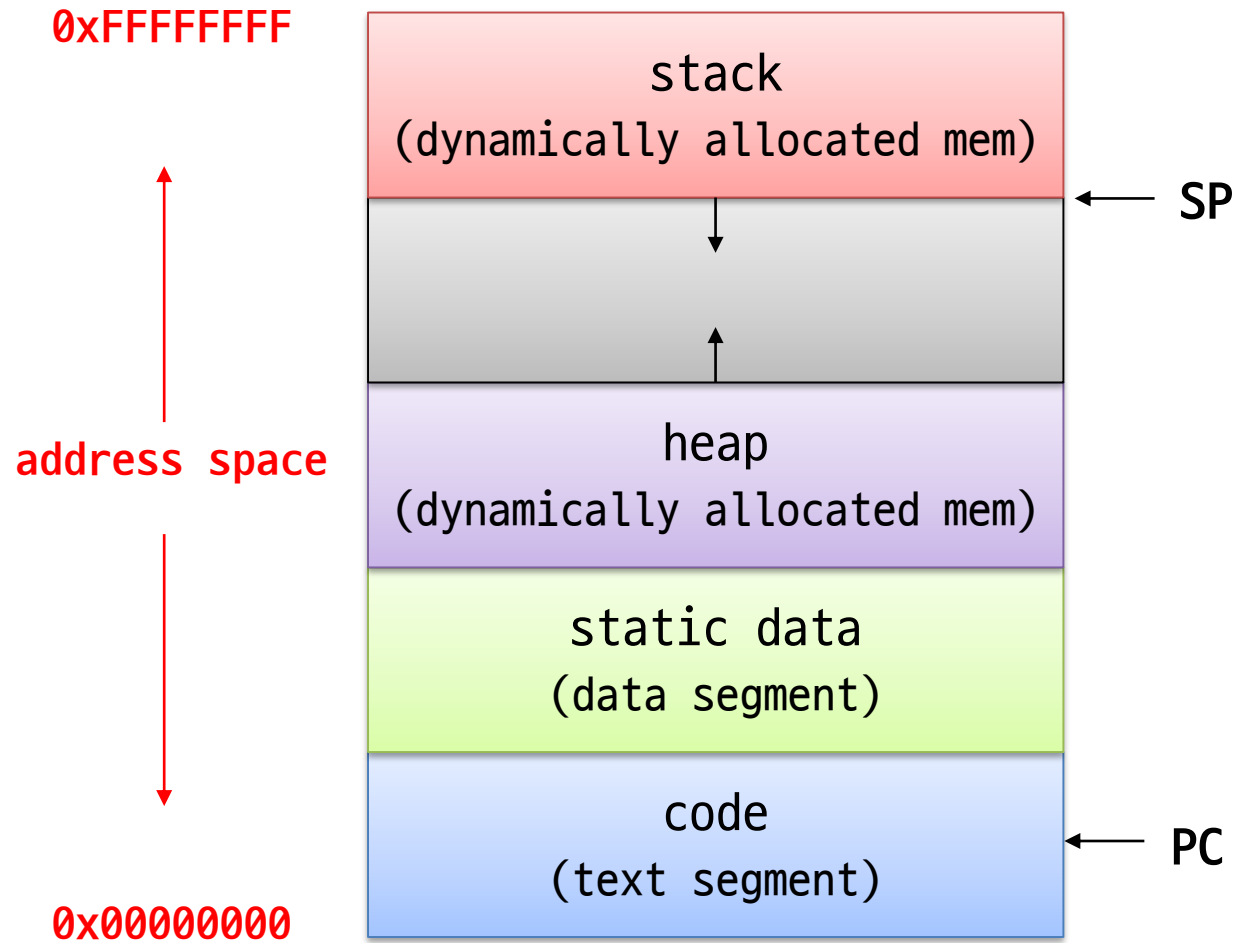 0xFFFFFFFF
stack
(dynamically allocated mem)
SP
heap
address space
(dynamically allocated mem)
static data
(data segment)
code
PC
(text segment)
0x00000000